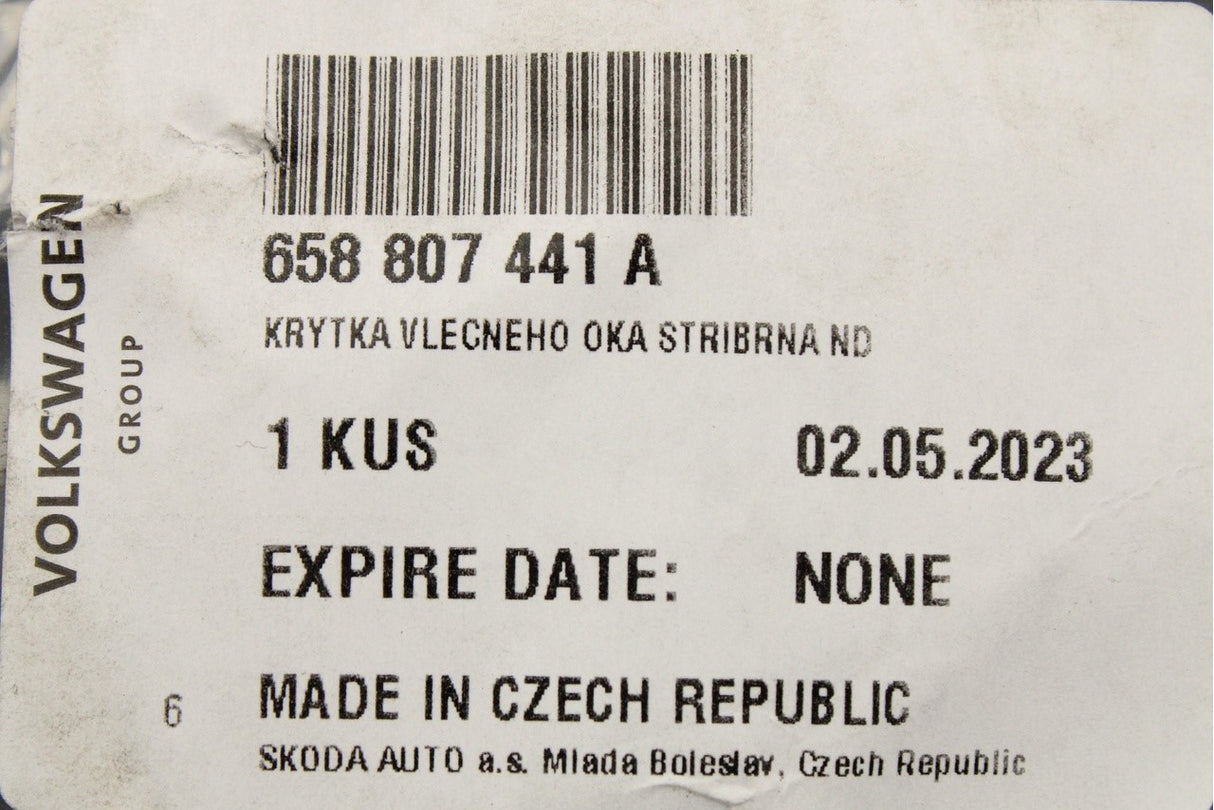 VOLKSWAGEN
GROUP
658 807 441 A
KRYTKA VLECNEHO OKA STRIBRNA ND
1 KUS 02.05.2023
EXPIRE DATE: NONE
6 MADE IN CZECH REPUBLIC
SKODA AUTO a.s. Mlada Boleslav, Czech Republic